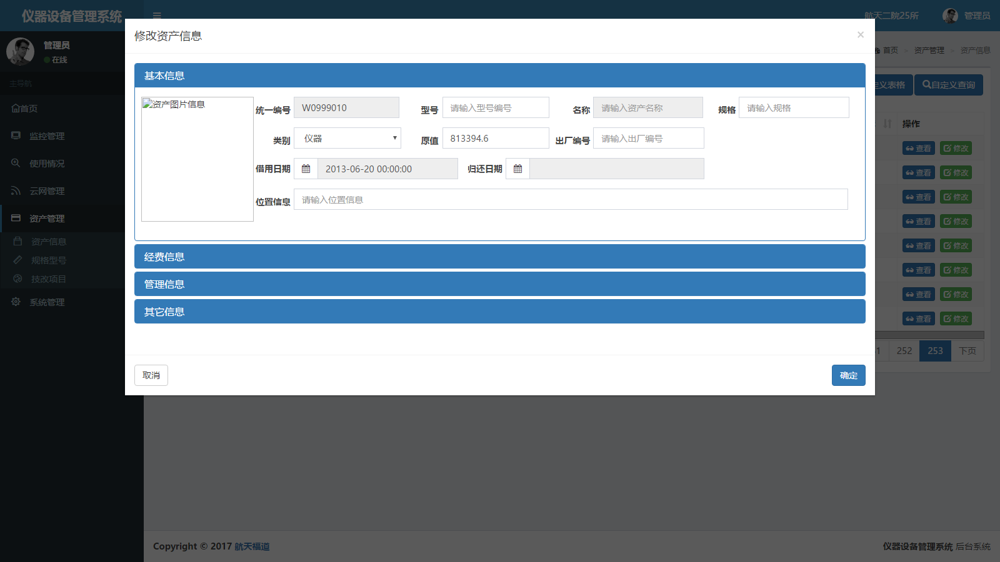 仪器设备管理系统
航天二院25所
管理员
管理员
在线
主导航
首页
监控管理
使用情况
云网管理
资产管理
资产信息
规格型号
技改项目
系统管理
首页 > 资产管理 > 资产信息
定义表格
自定义查询
操作
查看 修改
查看 修改
查看 修改
查看 修改
查看 修改
查看 修改
查看 修改
查看 修改
252 253 下页
修改资产信息
×
基本信息
资产图片信息
统一编号 W0999010 型号 请输入型号编号 名称 请输入资产名称 规格 请输入规格
类别 仪器 原值 813394.6 出厂编号 请输入出厂编号
借用日期 2013-06-20 00:00:00 归还日期
位置信息 请输入位置信息
经费信息
管理信息
其它信息
取消 确定
Copyright © 2017 航天福道
仪器设备管理系统 后台系统